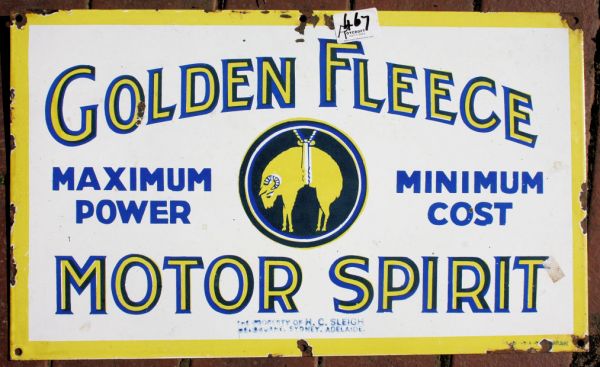 467
GOLDEN FLEECE
MAXIMUM
POWER
MINIMUM
COST
MOTOR SPIRIT
THE PROPERTY OF H. C. SLEIGH
MELBOURNE. SYDNEY. ADELAIDE.